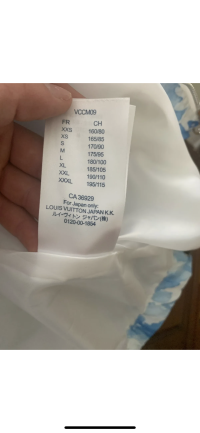 VCCM09
FR CH
XXS 160/80
XS 165/85
S 170/90
M 175/95
L 180/100
XL 185/105
XXL 190/110
XXXL 195/115
CA 36929
For Japan only:
LOUIS VUITTON JAPAN K.K.
ルイ・ヴィトン ジャパン(株)
0120-00-1854